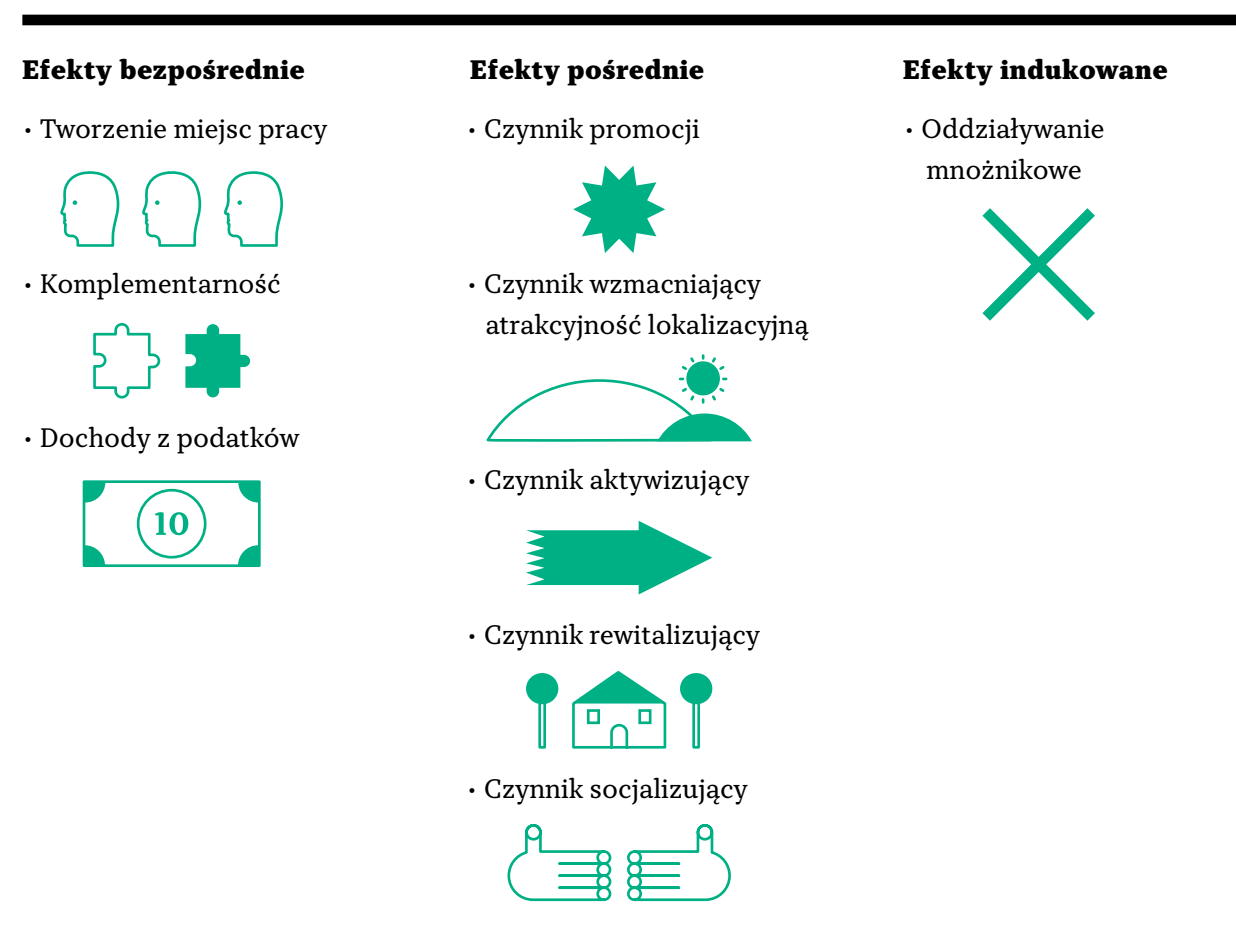 Efekty bezpośrednie
• Tworzenie miejsc pracy
• Komplementarność
• Dochody z podatków
10
Efekty pośrednie
• Czynnik promocji
• Czynnik wzmacniający
atrakcyjność lokalizacyjną
• Czynnik aktywizujący
• Czynnik rewitalizujący
• Czynnik socjalizujący
Efekty indukowane
• Oddziaływanie
mnożnikowe